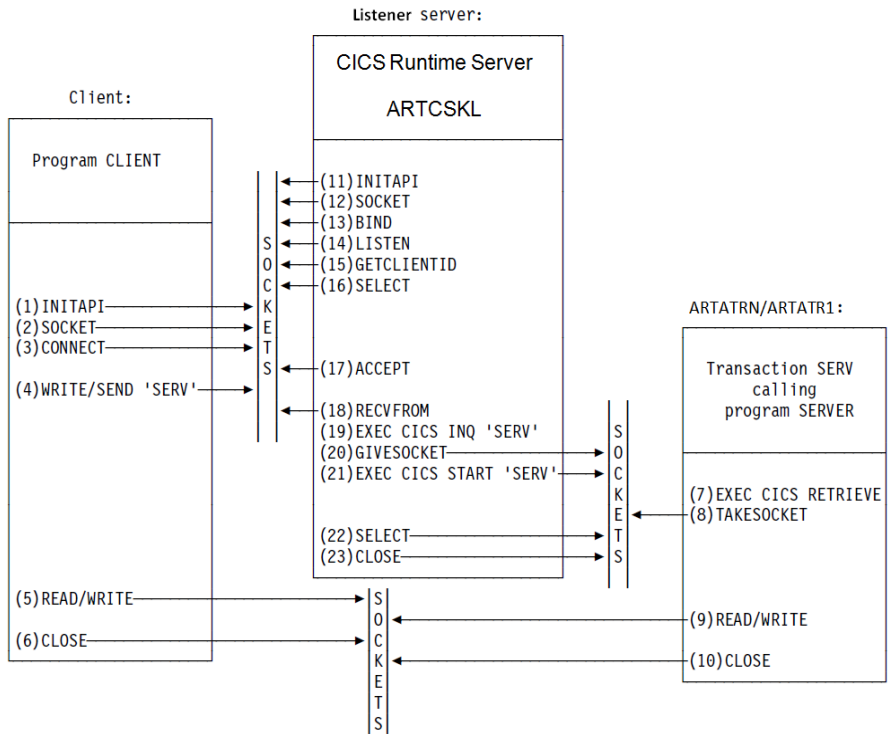 Listener server:
CICS Runtime Server
ARTCSKL
Client:
Program CLIENT
(11)INITAPI
(12)SOCKET
(13)BIND
(14)LISTEN
(15)GETCLIENTID
(16)SELECT
SOCKETS
(1)INITAPI
(2)SOCKET
(3)CONNECT
(17)ACCEPT
(4)WRITE/SEND 'SERV'
(18)RECVFROM
(19)EXEC CICS INQ 'SERV'
(20)GIVESOCKET
(21)EXEC CICS START 'SERV'
(22)SELECT
(23)CLOSE
SOCKETS
ARTATRN/ARTATR1:
Transaction SERV
calling
program SERVER
(7)EXEC CICS RETRIEVE
(8)TAKESOCKET
(5)READ/WRITE
(6)CLOSE
SOCKETS
(9)READ/WRITE
(10)CLOSE